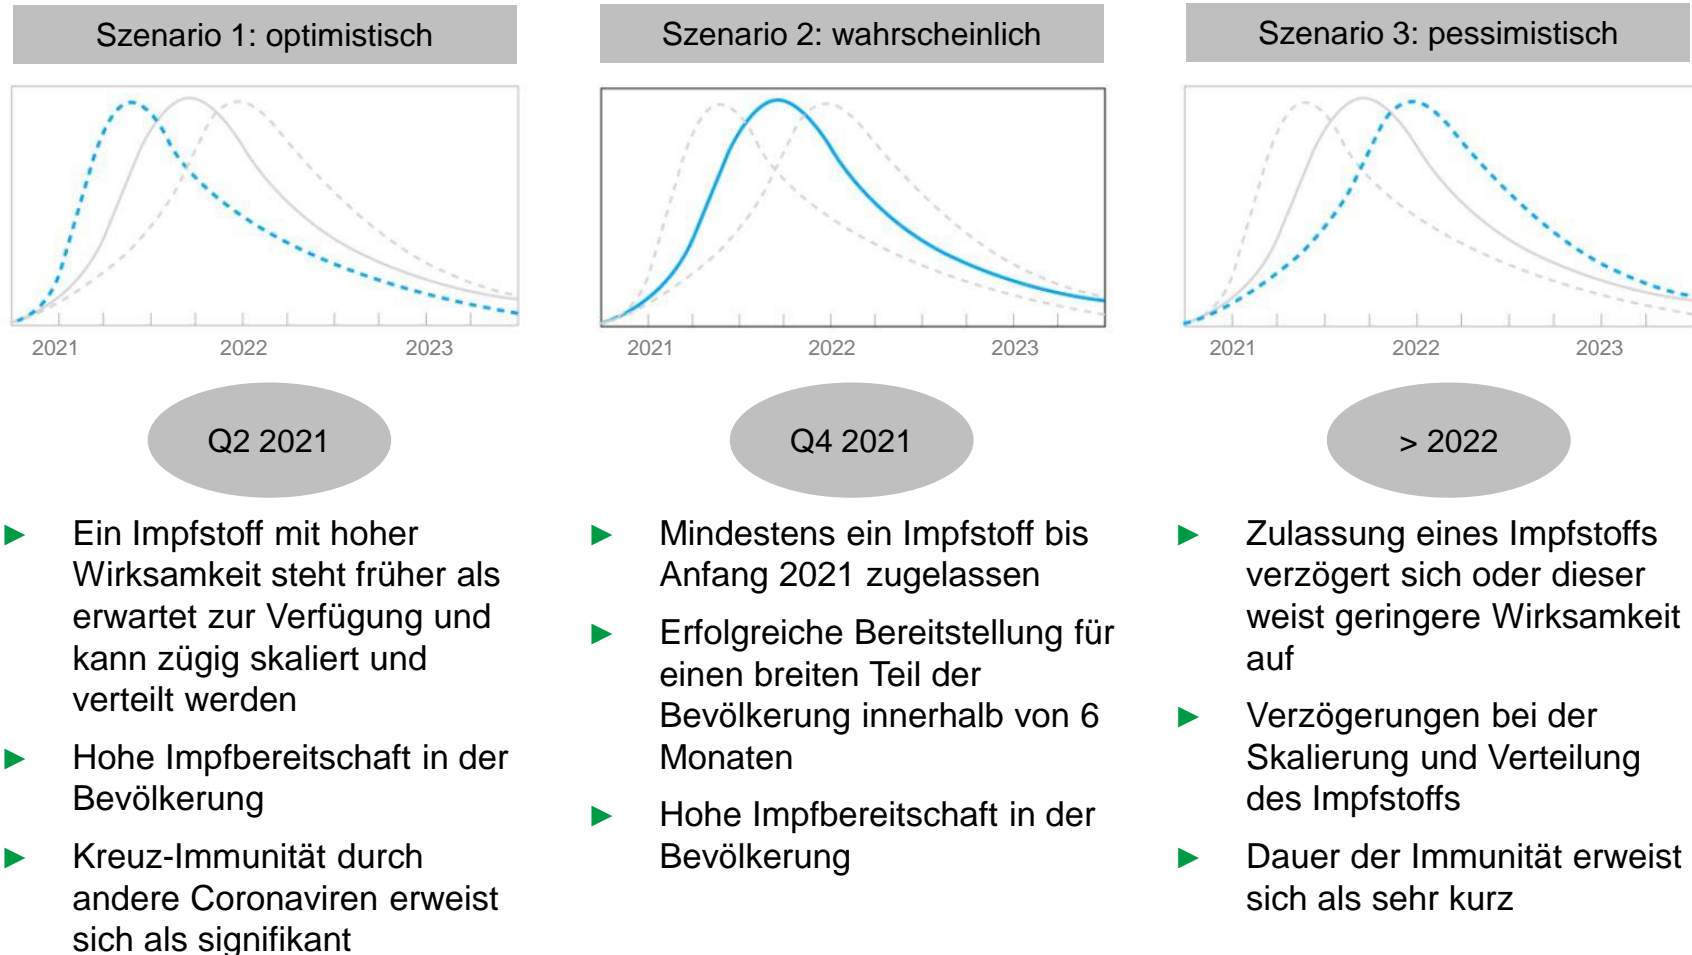 Szenario 1: optimistisch
2021 2022 2023
Q2 2021
► Ein Impfstoff mit hoher
Wirksamkeit steht früher als
erwartet zur Verfügung und
kann zügig skaliert und
verteilt werden
► Hohe Impfbereitschaft in der
Bevölkerung
► Kreuz-Immunität durch
andere Coronaviren erweist
sich als signifikant
Szenario 2: wahrscheinlich
2021 2022 2023
Q4 2021
► Mindestens ein Impfstoff bis
Anfang 2021 zugelassen
► Erfolgreiche Bereitstellung für
einen breiten Teil der
Bevölkerung innerhalb von 6
Monaten
► Hohe Impfbereitschaft in der
Bevölkerung
Szenario 3: pessimistisch
2021 2022 2023
> 2022
► Zulassung eines Impfstoffs
verzögert sich oder dieser
weist geringere Wirksamkeit
auf
► Verzögerungen bei der
Skalierung und Verteilung
des Impfstoffs
► Dauer der Immunität erweist
sich als sehr kurz